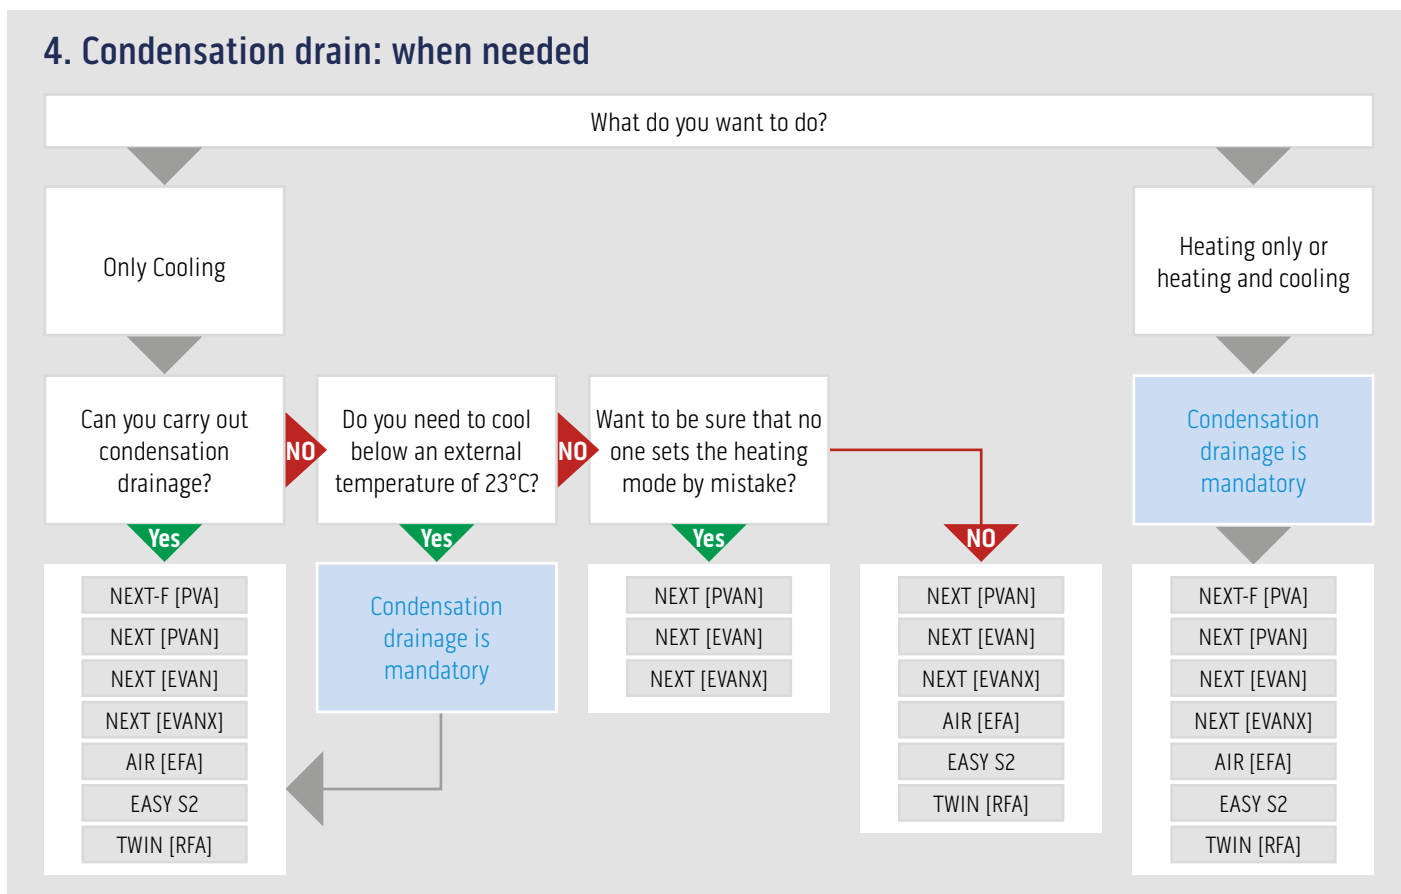 4. Condensation drain: when needed
What do you want to do?
Only Cooling
Heating only or
heating and cooling
Can you carry out
condensation
drainage?
NO
Do you need to cool
below an external
temperature of 23°C?
NO
Want to be sure that no
one sets the heating
mode by mistake?
Condensation
drainage is
mandatory
Yes
Yes
Yes
NO
NEXT-F [PVA]
NEXT [PVAN]
NEXT [EVAN]
NEXT [EVANX]
AIR [EFA]
EASY S2
TWIN [RFA]
Condensation
drainage is
mandatory
NEXT [PVAN]
NEXT [EVAN]
NEXT [EVANX]
NEXT [PVAN]
NEXT [EVAN]
NEXT [EVANX]
AIR [EFA]
EASY S2
TWIN [RFA]
NEXT-F [PVA]
NEXT [PVAN]
NEXT [EVAN]
NEXT [EVANX]
AIR [EFA]
EASY S2
TWIN [RFA]